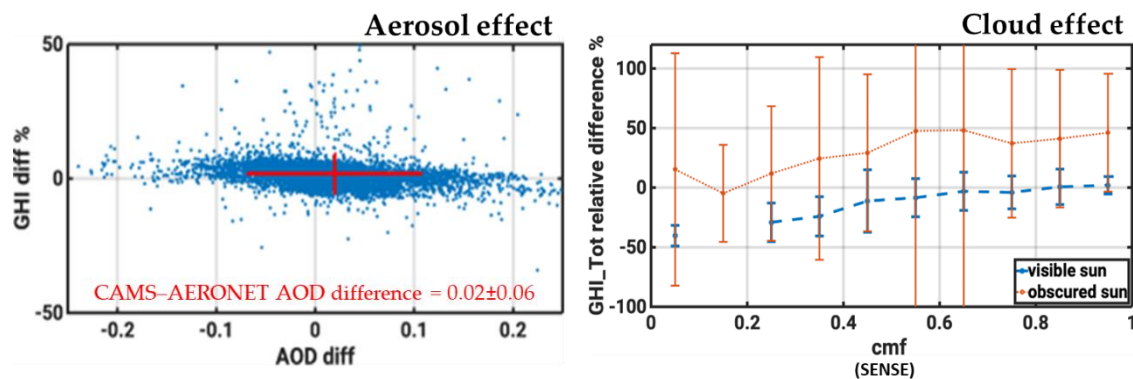 Aerosol effect
50
0
-50
GHI diff %
CAMS–AERONET AOD difference = 0.02±0.06
-0.2 -0.1 0 0.1 0.2
AOD diff
Cloud effect
100
50
0
-50
-100
GHI_Tot relative difference %
visible sun
obscured sun
0 0.2 0.4 0.6 0.8 1
cmf
(SENSE)